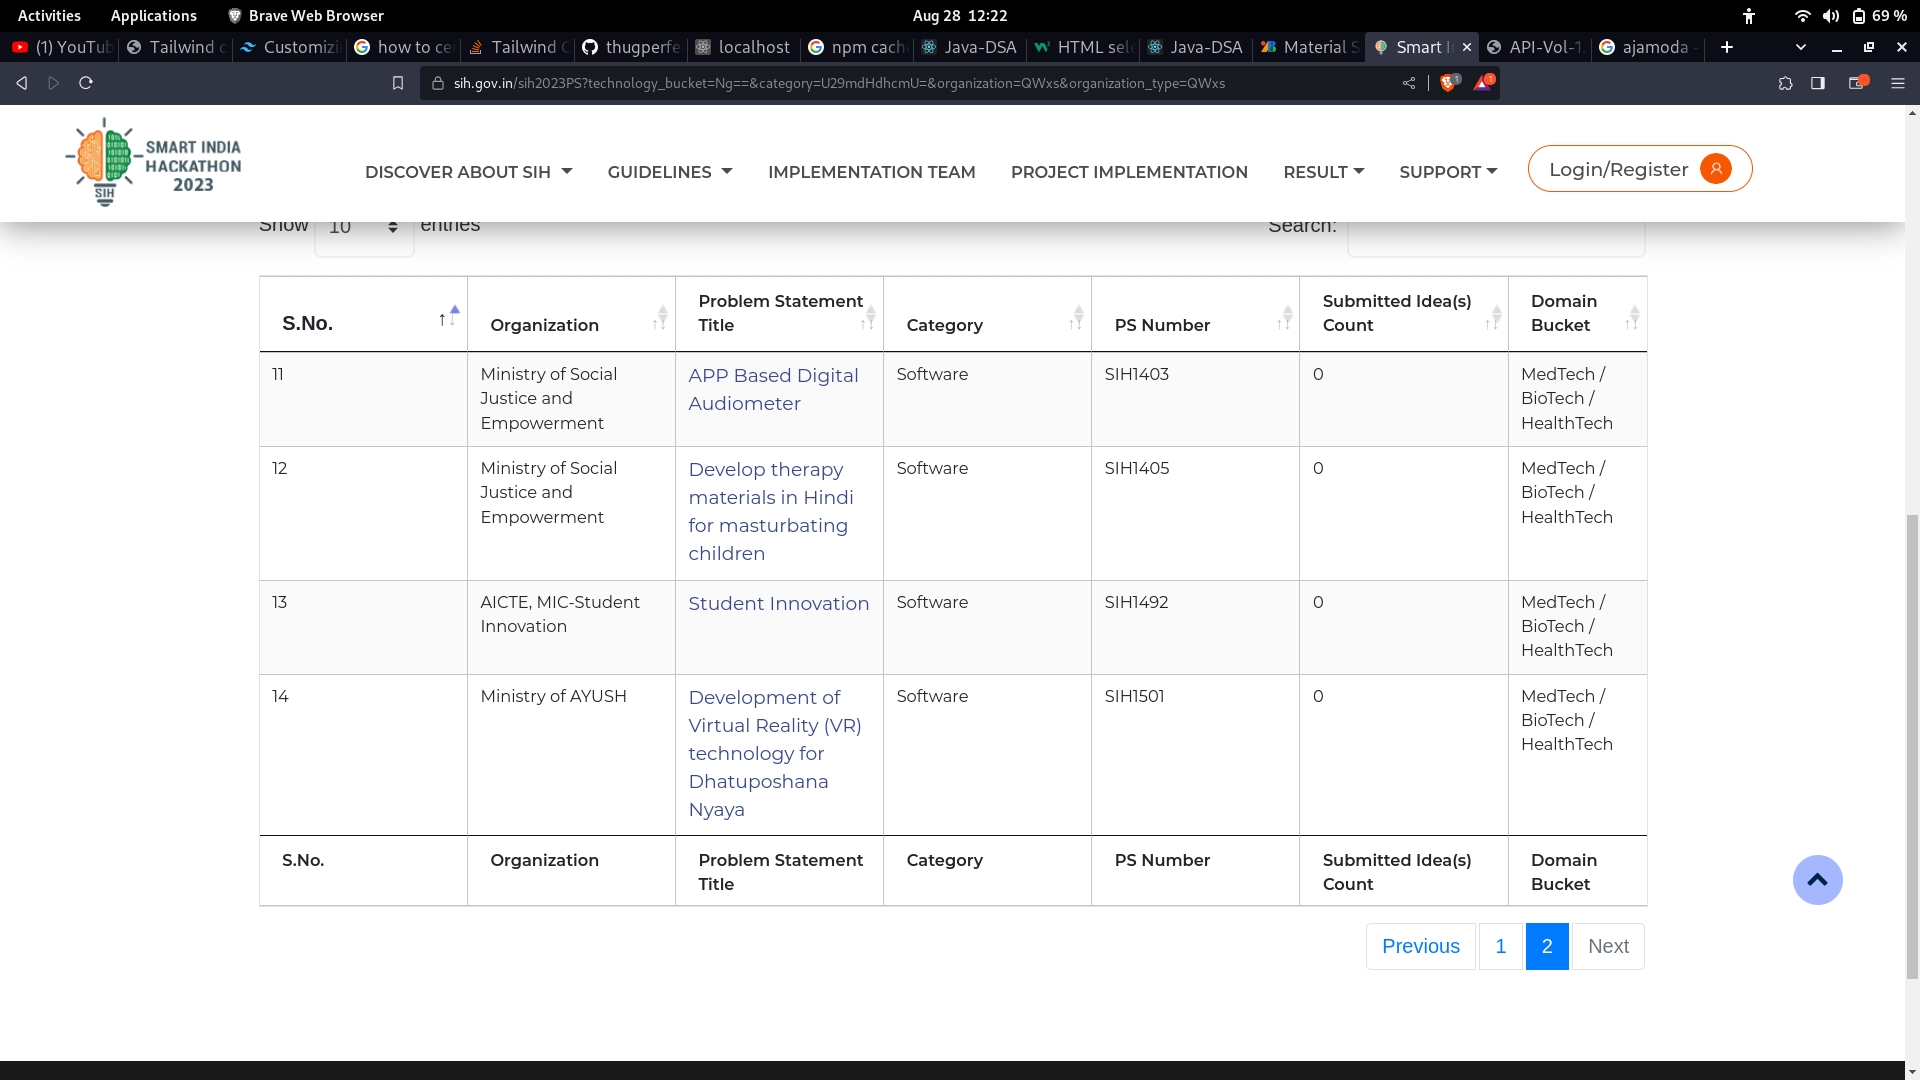 Activities Applications Brave Web Browser Aug 28 12:22 69 %
(1) YouTub Tailwind c Customizi how to ce Tailwind C thugperfe localhost npm cach Java-DSA HTML sele Java-DSA Material S Smart I API-Vol-1. ajamoda -
sih.gov.in/sih2023PS?technology_bucket=Ng==&category=U29mdHdhcmU=&organization=QWxs&organization_type=QWxs 1 1
SMART INDIA
HACKATHON
2023
SIH
DISCOVER ABOUT SIH GUIDELINES IMPLEMENTATION TEAM PROJECT IMPLEMENTATION RESULT SUPPORT Login/Register
Show 10 entries Search:
S.No. Organization Problem Statement Title Category PS Number Submitted Idea(s) Count Domain Bucket
11 Ministry of Social Justice and Empowerment APP Based Digital Audiometer Software SIH1403 0 MedTech / BioTech / HealthTech
12 Ministry of Social Justice and Empowerment Develop therapy materials in Hindi for masturbating children Software SIH1405 0 MedTech / BioTech / HealthTech
13 AICTE, MIC-Student Innovation Student Innovation Software SIH1492 0 MedTech / BioTech / HealthTech
14 Ministry of AYUSH Development of Virtual Reality (VR) technology for Dhatuposhana Nyaya Software SIH1501 0 MedTech / BioTech / HealthTech
S.No. Organization Problem Statement Title Category PS Number Submitted Idea(s) Count Domain Bucket
Previous 1 2 Next